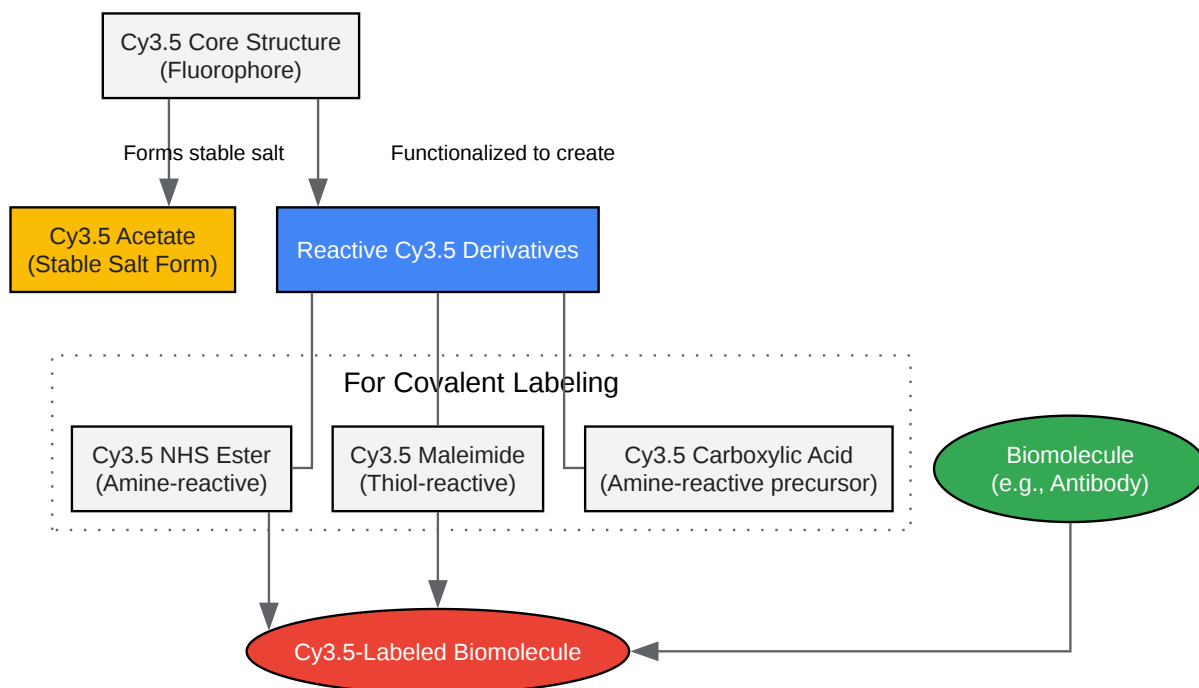 Cy3.5 Core Structure
(Fluorophore)
Forms stable salt
Functionalized to create
Cy3.5 Acetate
(Stable Salt Form)
Reactive Cy3.5 Derivatives
For Covalent Labeling
Cy3.5 NHS Ester
(Amine-reactive)
Cy3.5 Maleimide
(Thiol-reactive)
Cy3.5 Carboxylic Acid
(Amine-reactive precursor)
Biomolecule
(e.g., Antibody)
Cy3.5-Labeled Biomolecule